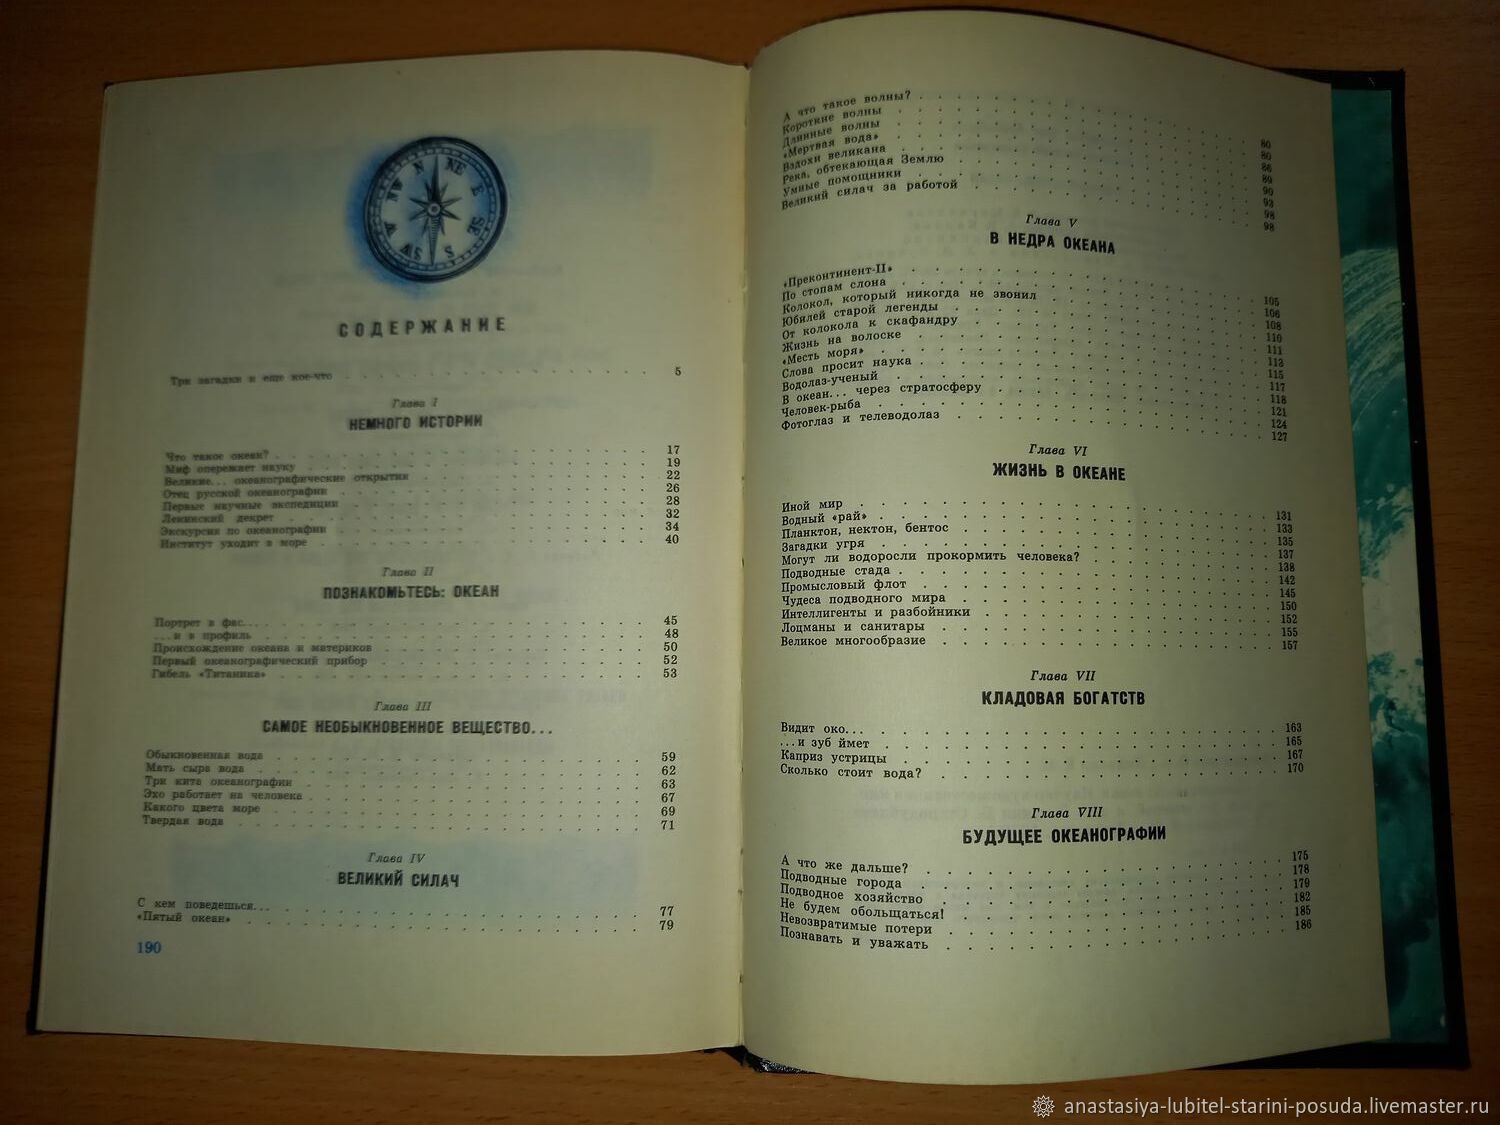 N NE E SE S SW W NW
СОДЕРЖАНИЕ
Три загадки и еще кое-что . . . 5
Глава I
НЕМНОГО ИСТОРИИ
Что такое океан? . . . 17
Миф опережает науку . . . 19
Великие... океанографические открытия . . . 22
Отец русской океанографии . . . 26
Первые научные экспедиции . . . 28
Ленинский декрет . . . 32
Экскурсия по океанографии . . . 34
Институт уходит в море . . . 40
Глава II
ПОЗНАКОМЬТЕСЬ: ОКЕАН
Портрет в фас... . . . 45
...и в профиль . . . 48
Происхождение океана и материков . . . 50
Первый океанографический прибор . . . 52
Гибель «Титаника» . . . 53
Глава III
САМОЕ НЕОБЫКНОВЕННОЕ ВЕЩЕСТВО...
Обыкновенная вода . . . 59
Мать сыра вода . . . 62
Три кита океанографии . . . 63
Эхо работает на человека . . . 67
Какого цвета море . . . 69
Твердая вода . . . 71
Глава IV
ВЕЛИКИЙ СИЛАЧ
С кем поведешься... . . . 77
«Пятый океан» . . . 79
190
А что такое волны? . . . 80
Короткие волны . . . 80
Длинные волны . . . 86
«Мертвая вода» . . . 89
Вздохи великана . . . 90
Река, обтекающая Землю . . . 93
Умные помощники . . . 98
Великий силач за работой . . . 98
Глава V
В НЕДРА ОКЕАНА
«Преконтинент-II» . . . 105
По стопам слона . . . 106
Колокол, который никогда не звонил . . . 108
Юбилей старой легенды . . . 110
От колокола к скафандру . . . 111
Жизнь на волоске . . . 113
«Месть моря» . . . 115
Слова просит наука . . . 117
Водолаз-ученый . . . 118
В океан... через стратосферу . . . 121
Человек-рыба . . . 124
Фотоглаз и телеводолаз . . . 127
Глава VI
ЖИЗНЬ В ОКЕАНЕ
Иной мир . . . 131
Водный «рай» . . . 133
Планктон, нектон, бентос . . . 135
Загадки угря . . . 137
Могут ли водоросли прокормить человека? . . . 138
Подводные стада . . . 142
Промысловый флот . . . 145
Чудеса подводного мира . . . 150
Интеллигенты и разбойники . . . 152
Лоцманы и санитары . . . 155
Великое многообразие . . . 157
Глава VII
КЛАДОВАЯ БОГАТСТВ
Видит око... . . . 163
...и зуб ймет . . . 165
Каприз устрицы . . . 167
Сколько стоит вода? . . . 170
Глава VIII
БУДУЩЕЕ ОКЕАНОГРАФИИ
А что же дальше? . . . 175
Подводные города . . . 178
Подводное хозяйство . . . 179
Не будем обольщаться! . . . 182
Невозвратимые потери . . . 185
Познавать и уважать . . . 186
anastasiya-lubitel-starini-posuda.livemaster.ru